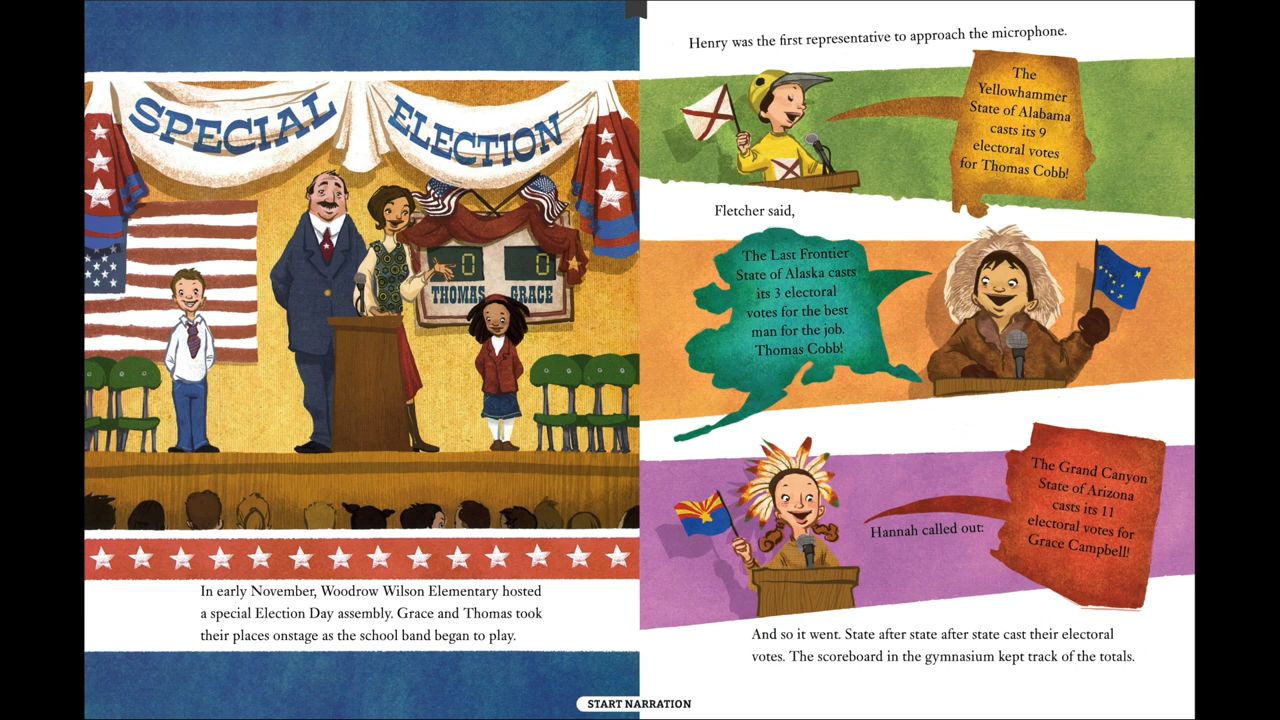 SPECIAL ELECTION
0 0
THOMAS GRACE
In early November, Woodrow Wilson Elementary hosted
a special Election Day assembly. Grace and Thomas took
their places onstage as the school band began to play.
Henry was the first representative to approach the microphone.
The
Yellowhammer
State of Alabama
casts its 9
electoral votes
for Thomas Cobb!
Fletcher said,
The Last Frontier
State of Alaska casts
its 3 electoral
votes for the best
man for the job.
Thomas Cobb!
Hannah called out:
The Grand Canyon
State of Arizona
casts its 11
electoral votes for
Grace Campbell!
And so it went. State after state after state cast their electoral
votes. The scoreboard in the gymnasium kept track of the totals.
START NARRATION